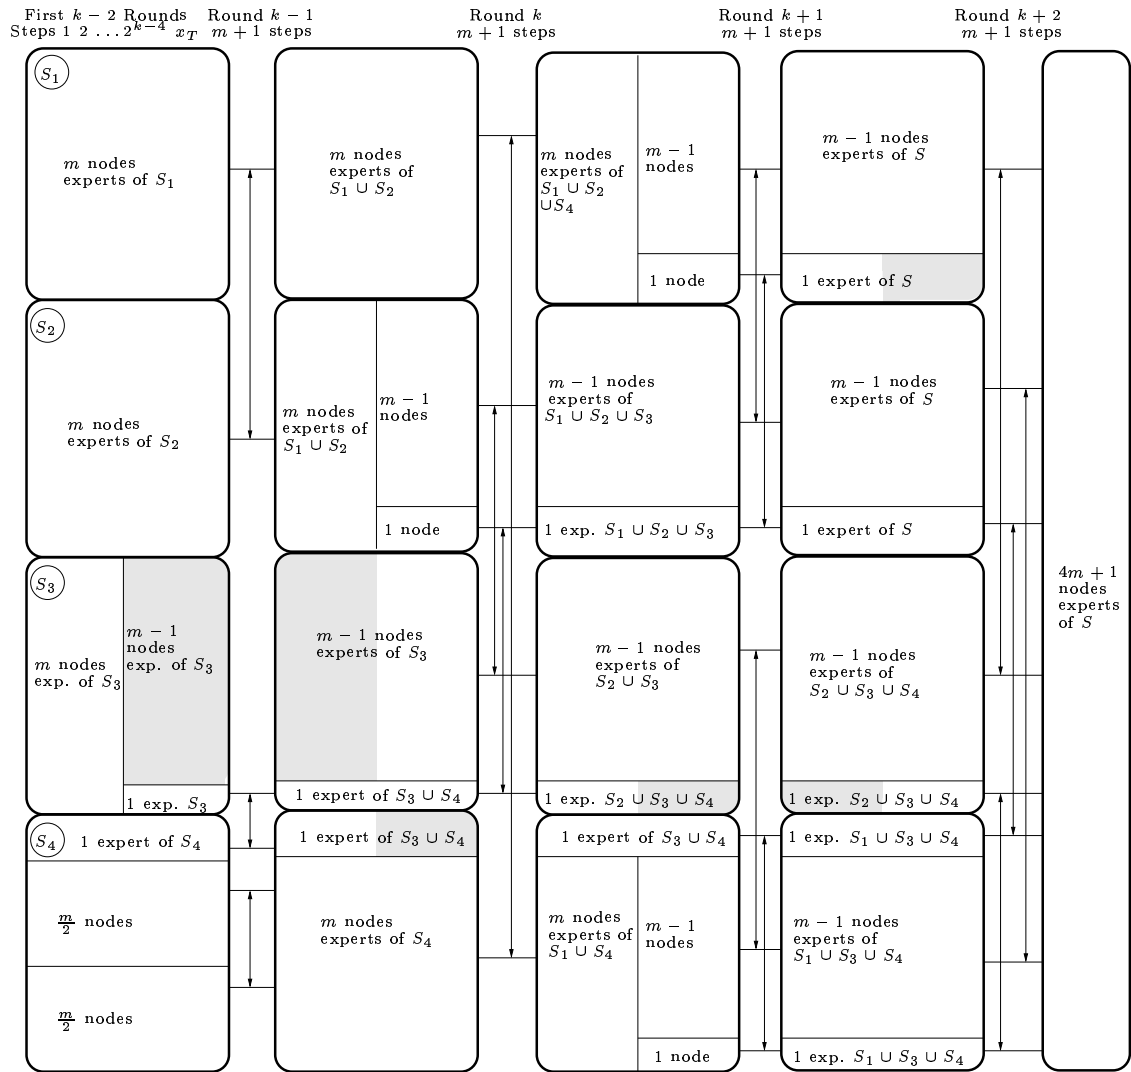 First k − 2 Rounds
Steps 1 2 ...2^{k−4} x_T
Round k − 1
m + 1 steps
Round k
m + 1 steps
Round k + 1
m + 1 steps
Round k + 2
m + 1 steps
S_1
m nodes
experts of S_1
S_2
m nodes
experts of S_2
S_3
m nodes
exp. of S_3
m − 1
nodes
exp. of S_3
1 exp. S_3
S_4
1 expert of S_4
m/2 nodes
m/2 nodes
m nodes
experts of
S_1 ∪ S_2
m nodes
experts of
S_1 ∪ S_2
m − 1
nodes
1 node
m − 1 nodes
experts of S_3
1 expert of S_3 ∪ S_4
1 expert of S_3 ∪ S_4
m nodes
experts of S_4
m nodes
experts of
S_1 ∪ S_2
∪S_4
m − 1
nodes
1 node
m − 1 nodes
experts of
S_1 ∪ S_2 ∪ S_3
1 exp. S_1 ∪ S_2 ∪ S_3
m − 1 nodes
experts of
S_2 ∪ S_3
1 exp. S_2 ∪ S_3 ∪ S_4
1 expert of S_3 ∪ S_4
m nodes
experts of
S_1 ∪ S_4
m − 1
nodes
1 node
m − 1 nodes
experts of S
1 expert of S
m − 1 nodes
experts of S
1 expert of S
m − 1 nodes
experts of
S_2 ∪ S_3 ∪ S_4
1 exp. S_2 ∪ S_3 ∪ S_4
1 exp. S_1 ∪ S_3 ∪ S_4
m − 1 nodes
experts of
S_1 ∪ S_3 ∪ S_4
1 exp. S_1 ∪ S_3 ∪ S_4
4m + 1
nodes
experts
of S